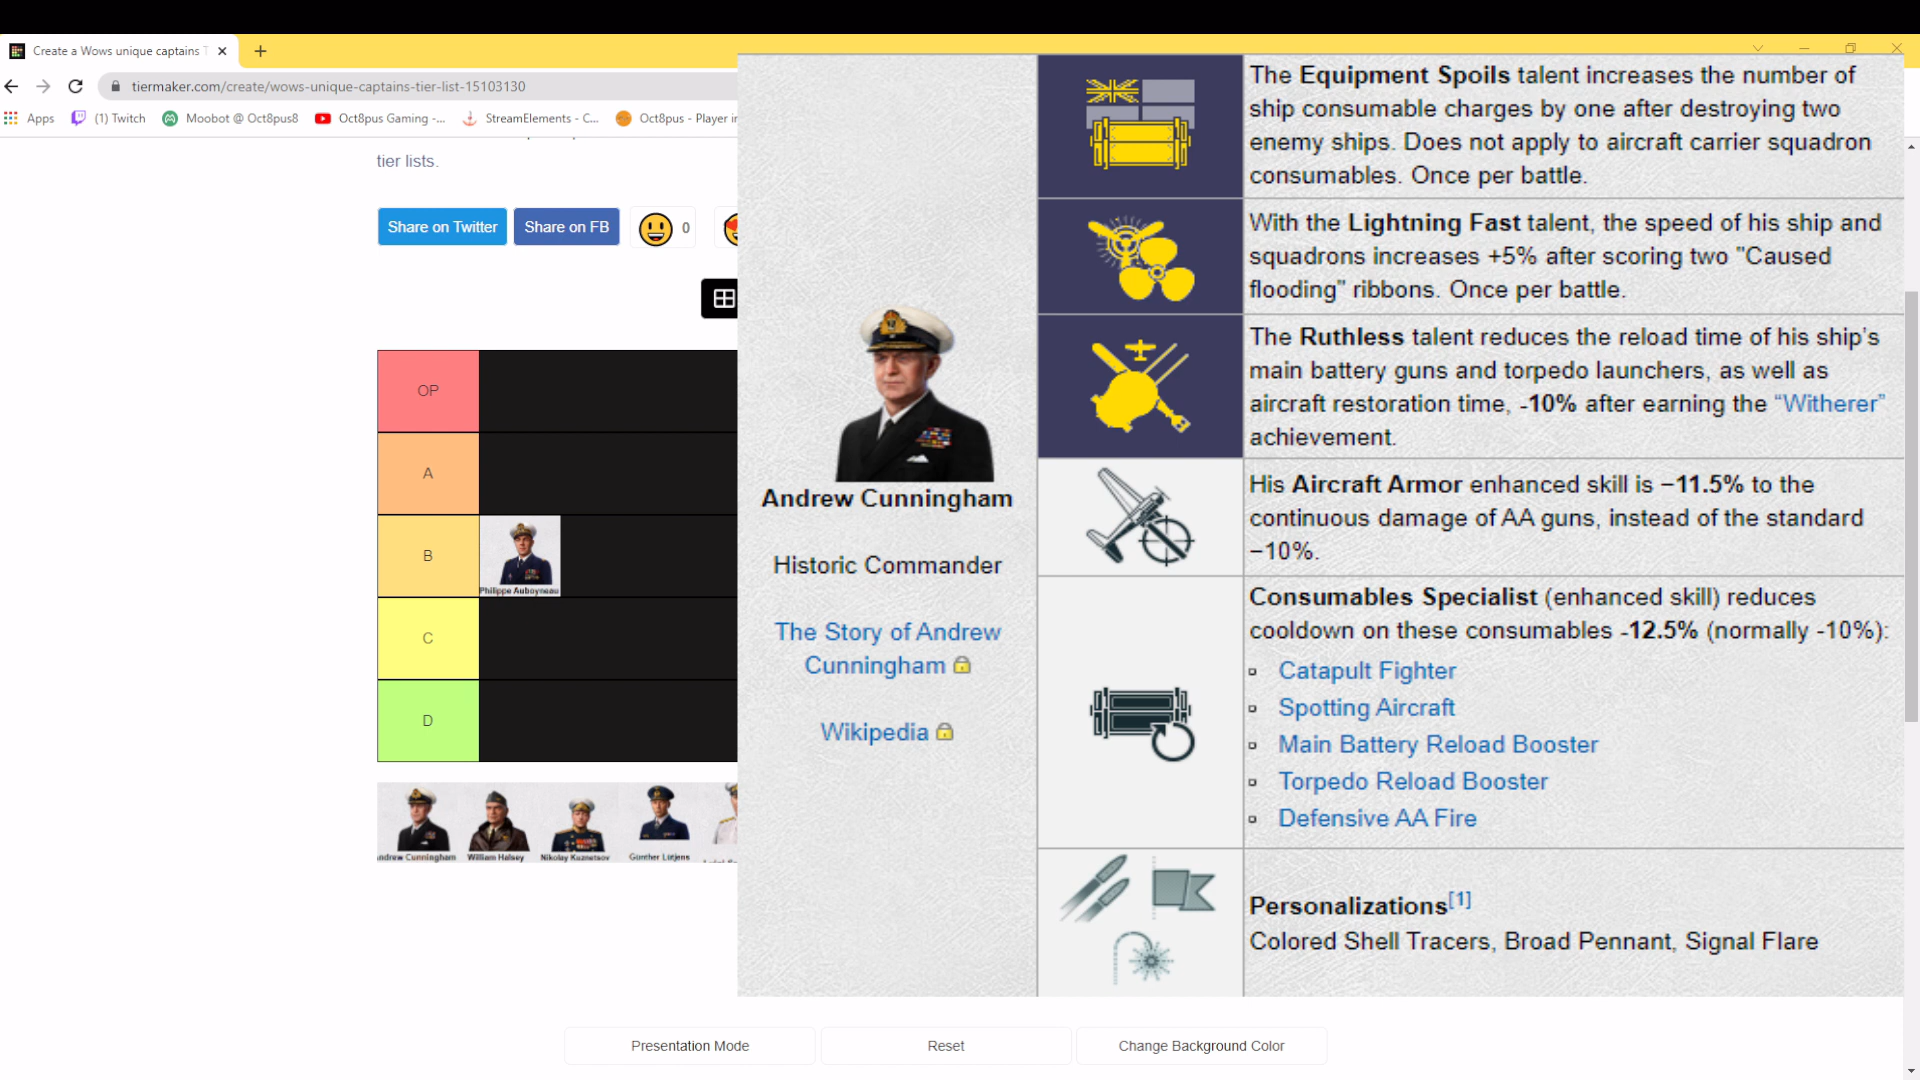 Create a Wows unique captains T
tiermaker.com/create/wows-unique-captains-tier-list-15103130
Apps
(1) Twitch
Moobot @ Oct8pus8
Oct8pus Gaming -...
StreamElements - C...
Oct8pus - Player in
tier lists.
Share on Twitter
Share on FB
0
OP
A
B
Philippe Auboyneau
C
D
Andrew Cunningham
William Halsey
Nikolay Kuznetsov
Günther Lütjens
Andrew Cunningham
Historic Commander
The Story of Andrew
Cunningham
Wikipedia
The Equipment Spoils talent increases the number of
ship consumable charges by one after destroying two
enemy ships. Does not apply to aircraft carrier squadron
consumables. Once per battle.
With the Lightning Fast talent, the speed of his ship and
squadrons increases +5% after scoring two "Caused
flooding" ribbons. Once per battle.
The Ruthless talent reduces the reload time of his ship's
main battery guns and torpedo launchers, as well as
aircraft restoration time, -10% after earning the “Witherer”
achievement.
His Aircraft Armor enhanced skill is −11.5% to the
continuous damage of AA guns, instead of the standard
−10%.
Consumables Specialist (enhanced skill) reduces
cooldown on these consumables -12.5% (normally -10%):
Catapult Fighter
Spotting Aircraft
Main Battery Reload Booster
Torpedo Reload Booster
Defensive AA Fire
Personalizations[1]
Colored Shell Tracers, Broad Pennant, Signal Flare
Presentation Mode
Reset
Change Background Color